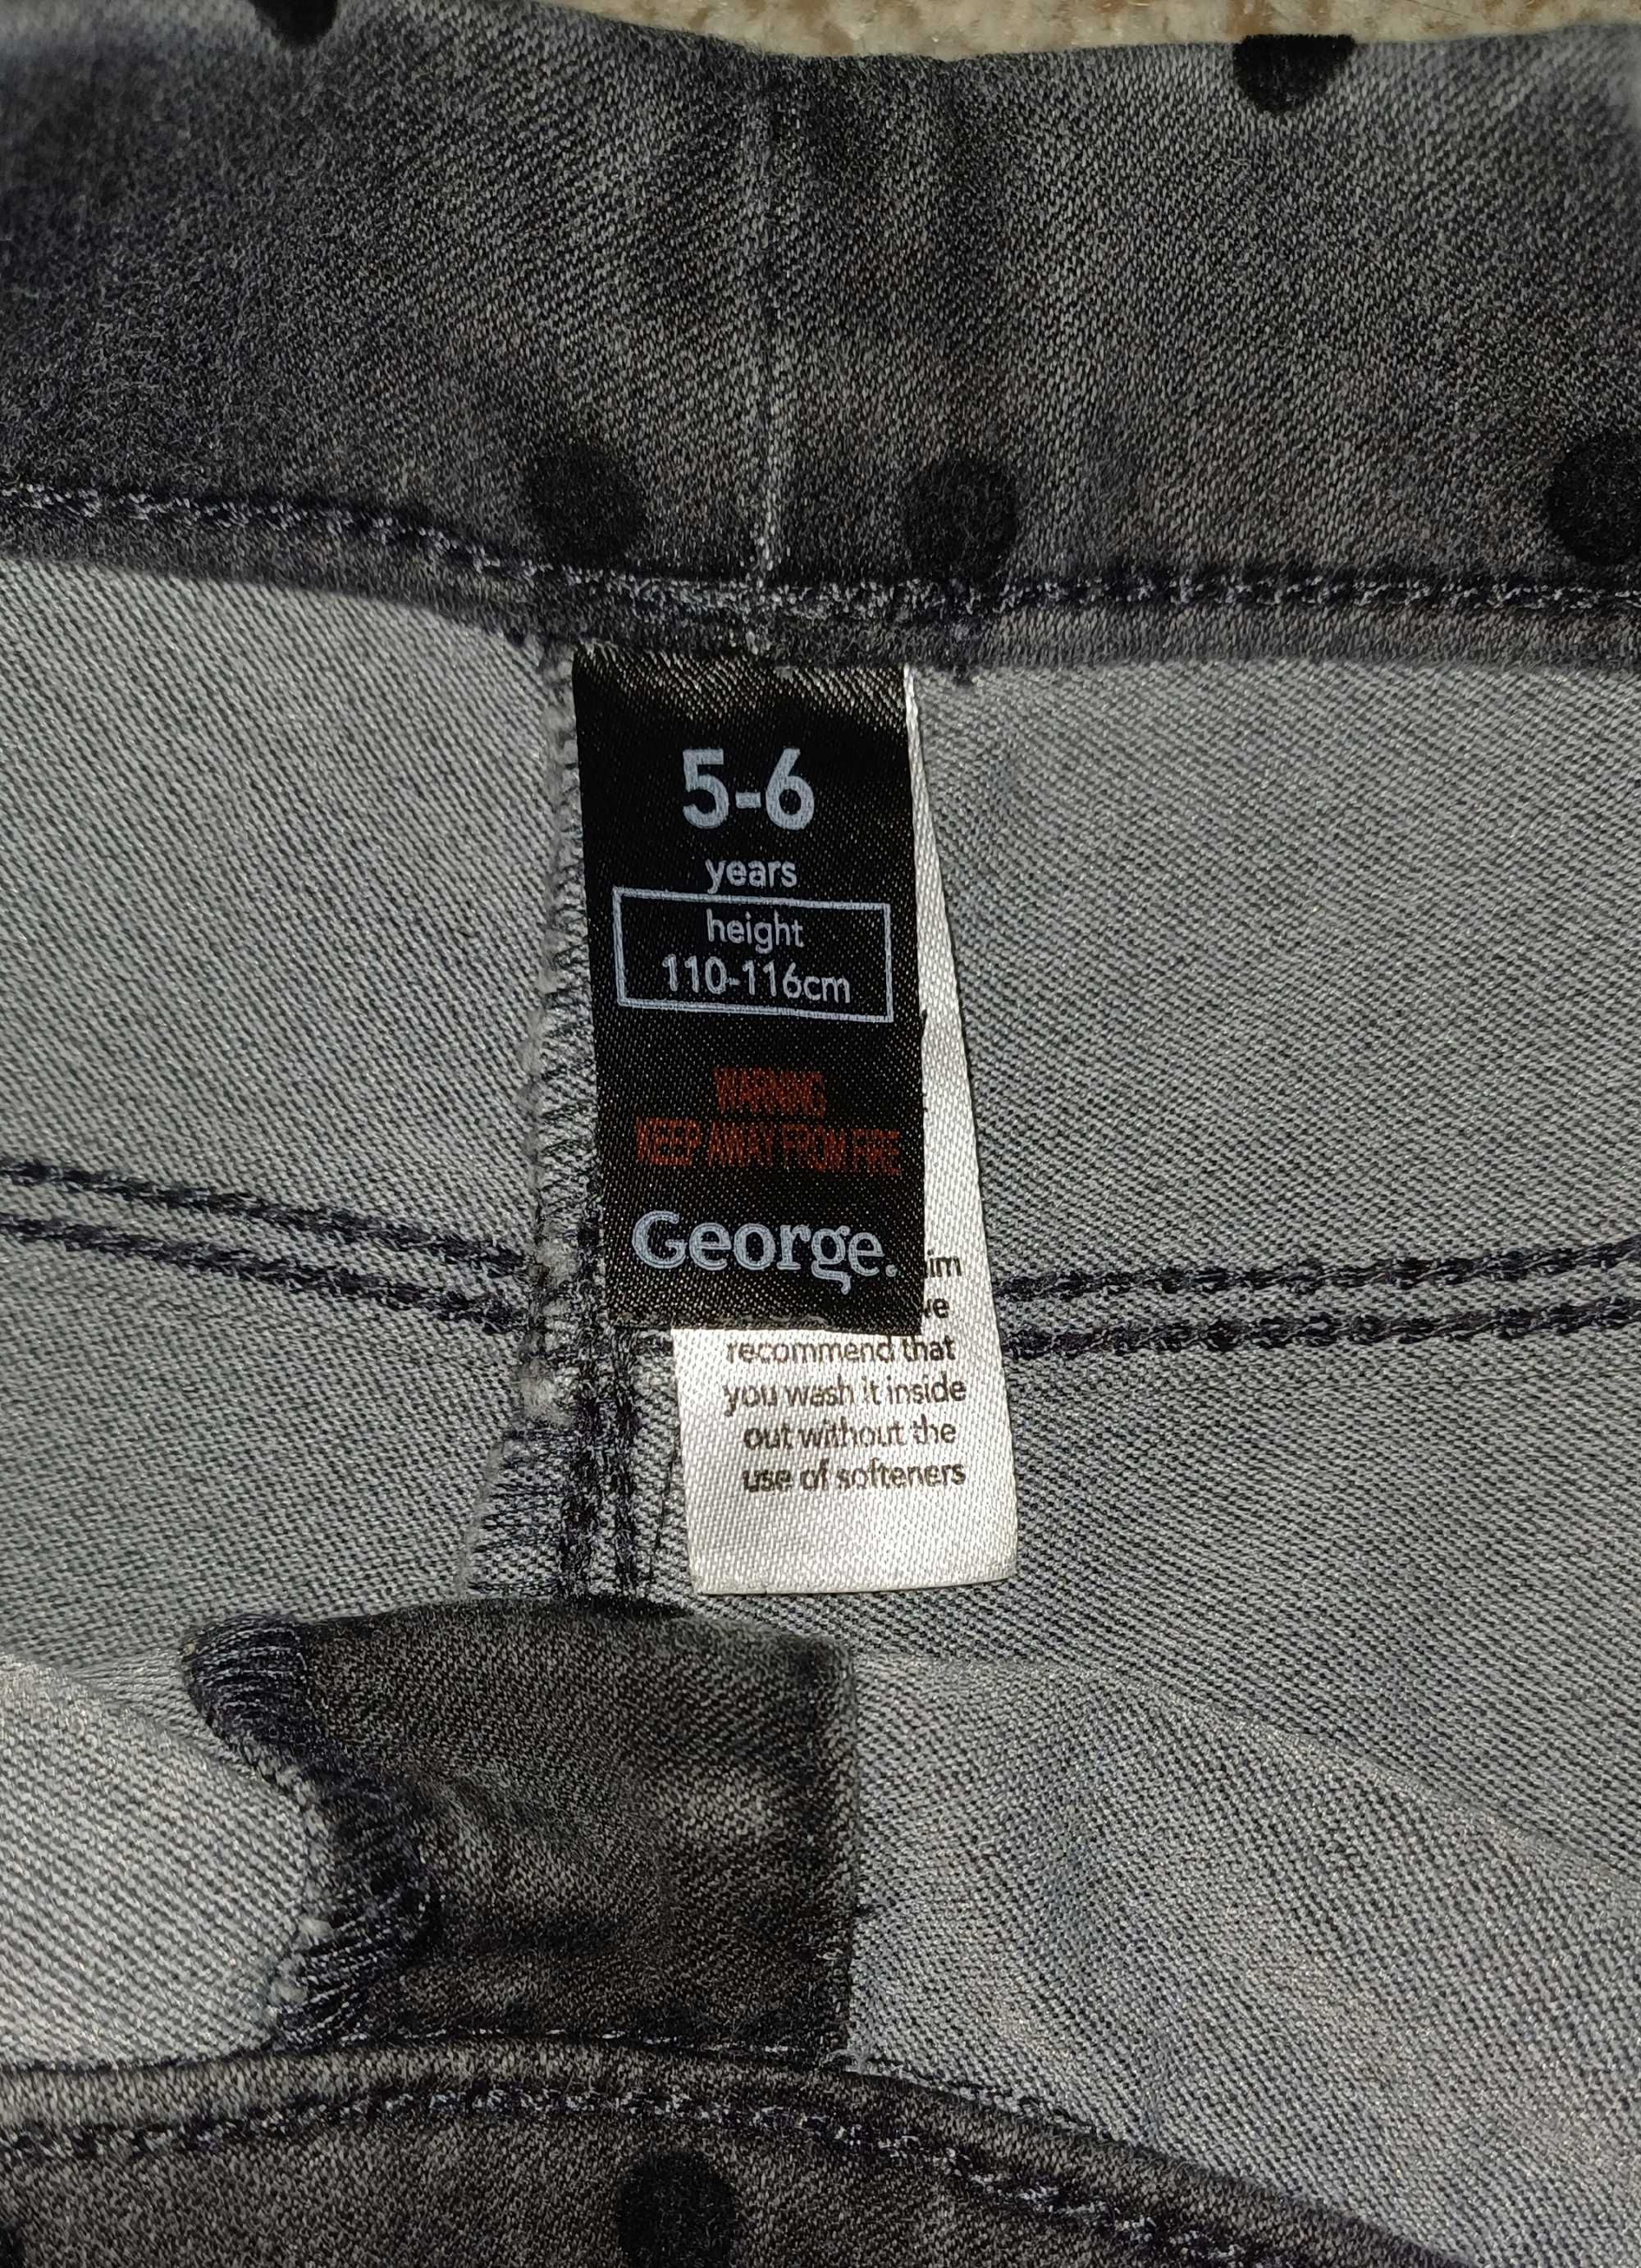 5-6
years
height
110-116cm
WARNING
KEEP AWAY FROM FIRE
George.
im
recommend that
you wash it inside
out without the
use of softeners